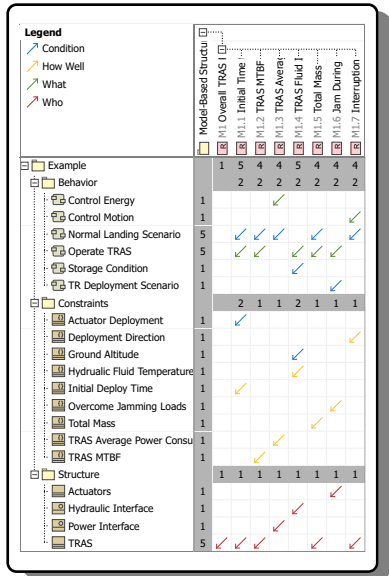 Legend
Condition
How Well
What
Who
Model-Based Structu
M1 Overall TRAS I
M1.1 Initial Time
M1.2 TRAS MTBF
M1.3 TRAS Averag
M1.4 TRAS Fluid I
M1.5 Total Mass
M1.6 Jam During
M1.7 Interruption
R R R R R R R R
Example 1 5 4 4 5 4 4 4
Behavior 2 2 2 2 2 2 2
Control Energy 1
Control Motion 1
Normal Landing Scenario 5
Operate TRAS 5
Storage Condition 1
TR Deployment Scenario 1
Constraints 2 1 1 2 1 1 1
Actuator Deployment 1
Deployment Direction 1
Ground Altitude 1
Hydrualic Fluid Temperature 1
Initial Deploy Time 1
Overcome Jamming Loads 1
Total Mass 1
TRAS Average Power Consu 1
TRAS MTBF 1
Structure 1 1 1 1 1 1 1 1
Actuators 1
Hydraulic Interface 1
Power Interface 1
TRAS 5